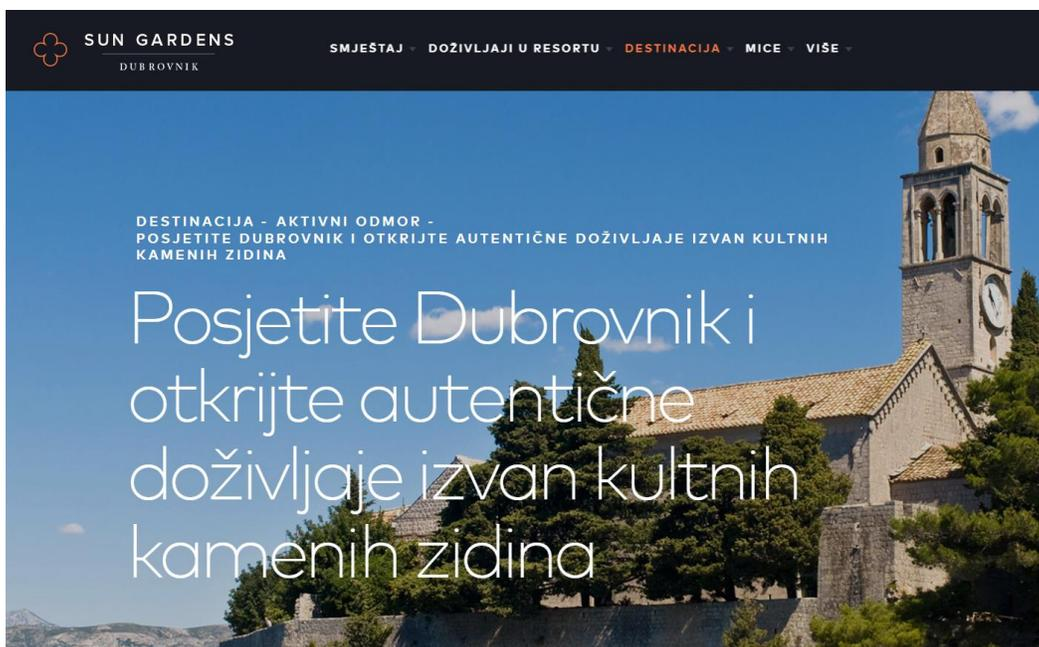 SUN GARDENS
DUBROVNIK
SMJEŠTAJ DOŽIVLJAJI U RESORTU DESTINACIJA MICE VIŠE
DESTINACIJA - AKTIVNI ODMOR -
POSJETITE DUBROVNIK I OTKRIJTE AUTENTIČNE DOŽIVLJAJE IZVAN KULTNIH
KAMENIH ZIDINA
Posjetite Dubrovnik i
otkrijte autentične
doživljaje izvan kultnih
kamenih zidina